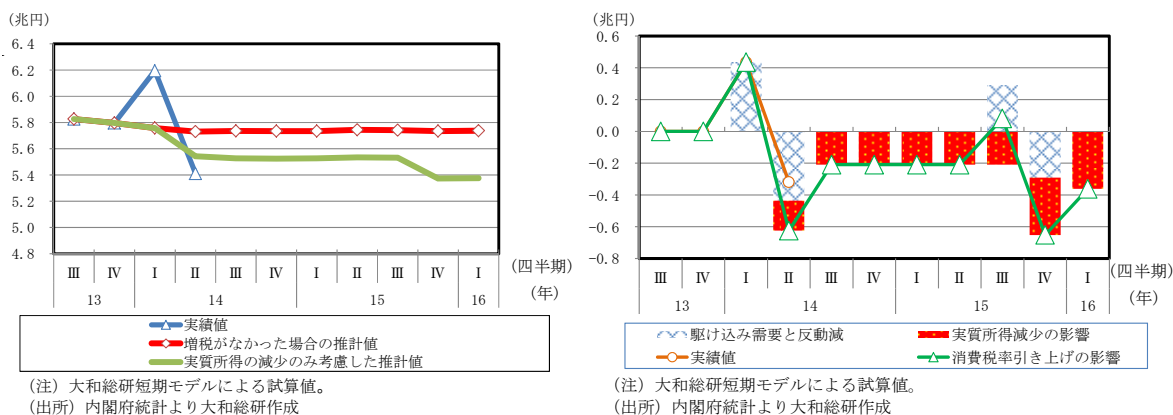 （兆円）
6.4
6.2
6.0
5.8
5.6
5.4
5.2
5.0
4.8
Ⅲ Ⅳ Ⅰ Ⅱ Ⅲ Ⅳ Ⅰ Ⅱ Ⅲ Ⅳ Ⅰ
(四半期)
13 14 15 16
(年)
実績値
増税がなかった場合の推計値
実質所得の減少のみ考慮した推計値
（注）大和総研短期モデルによる試算値。
（出所）内閣府統計より大和総研作成
（兆円）
0.6
0.4
0.2
0.0
-0.2
-0.4
-0.6
-0.8
Ⅲ Ⅳ Ⅰ Ⅱ Ⅲ Ⅳ Ⅰ Ⅱ Ⅲ Ⅳ Ⅰ
(四半期)
13 14 15 16
(年)
駆け込み需要と反動減 実質所得減少の影響
実績値 消費税率引き上げの影響
（注）大和総研短期モデルによる試算値。
（出所）内閣府統計より大和総研作成